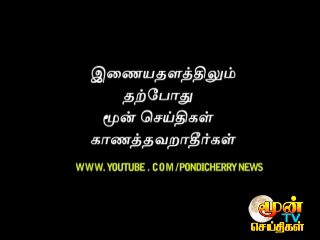 இணையதளத்திலும்
தற்போது
மூன் செய்திகள்
காணத்தவறாதீர்கள்
WWW.YOUTUBE.COM/PONDICHERRY NEWS
மூன்
TV
செய்திகள்